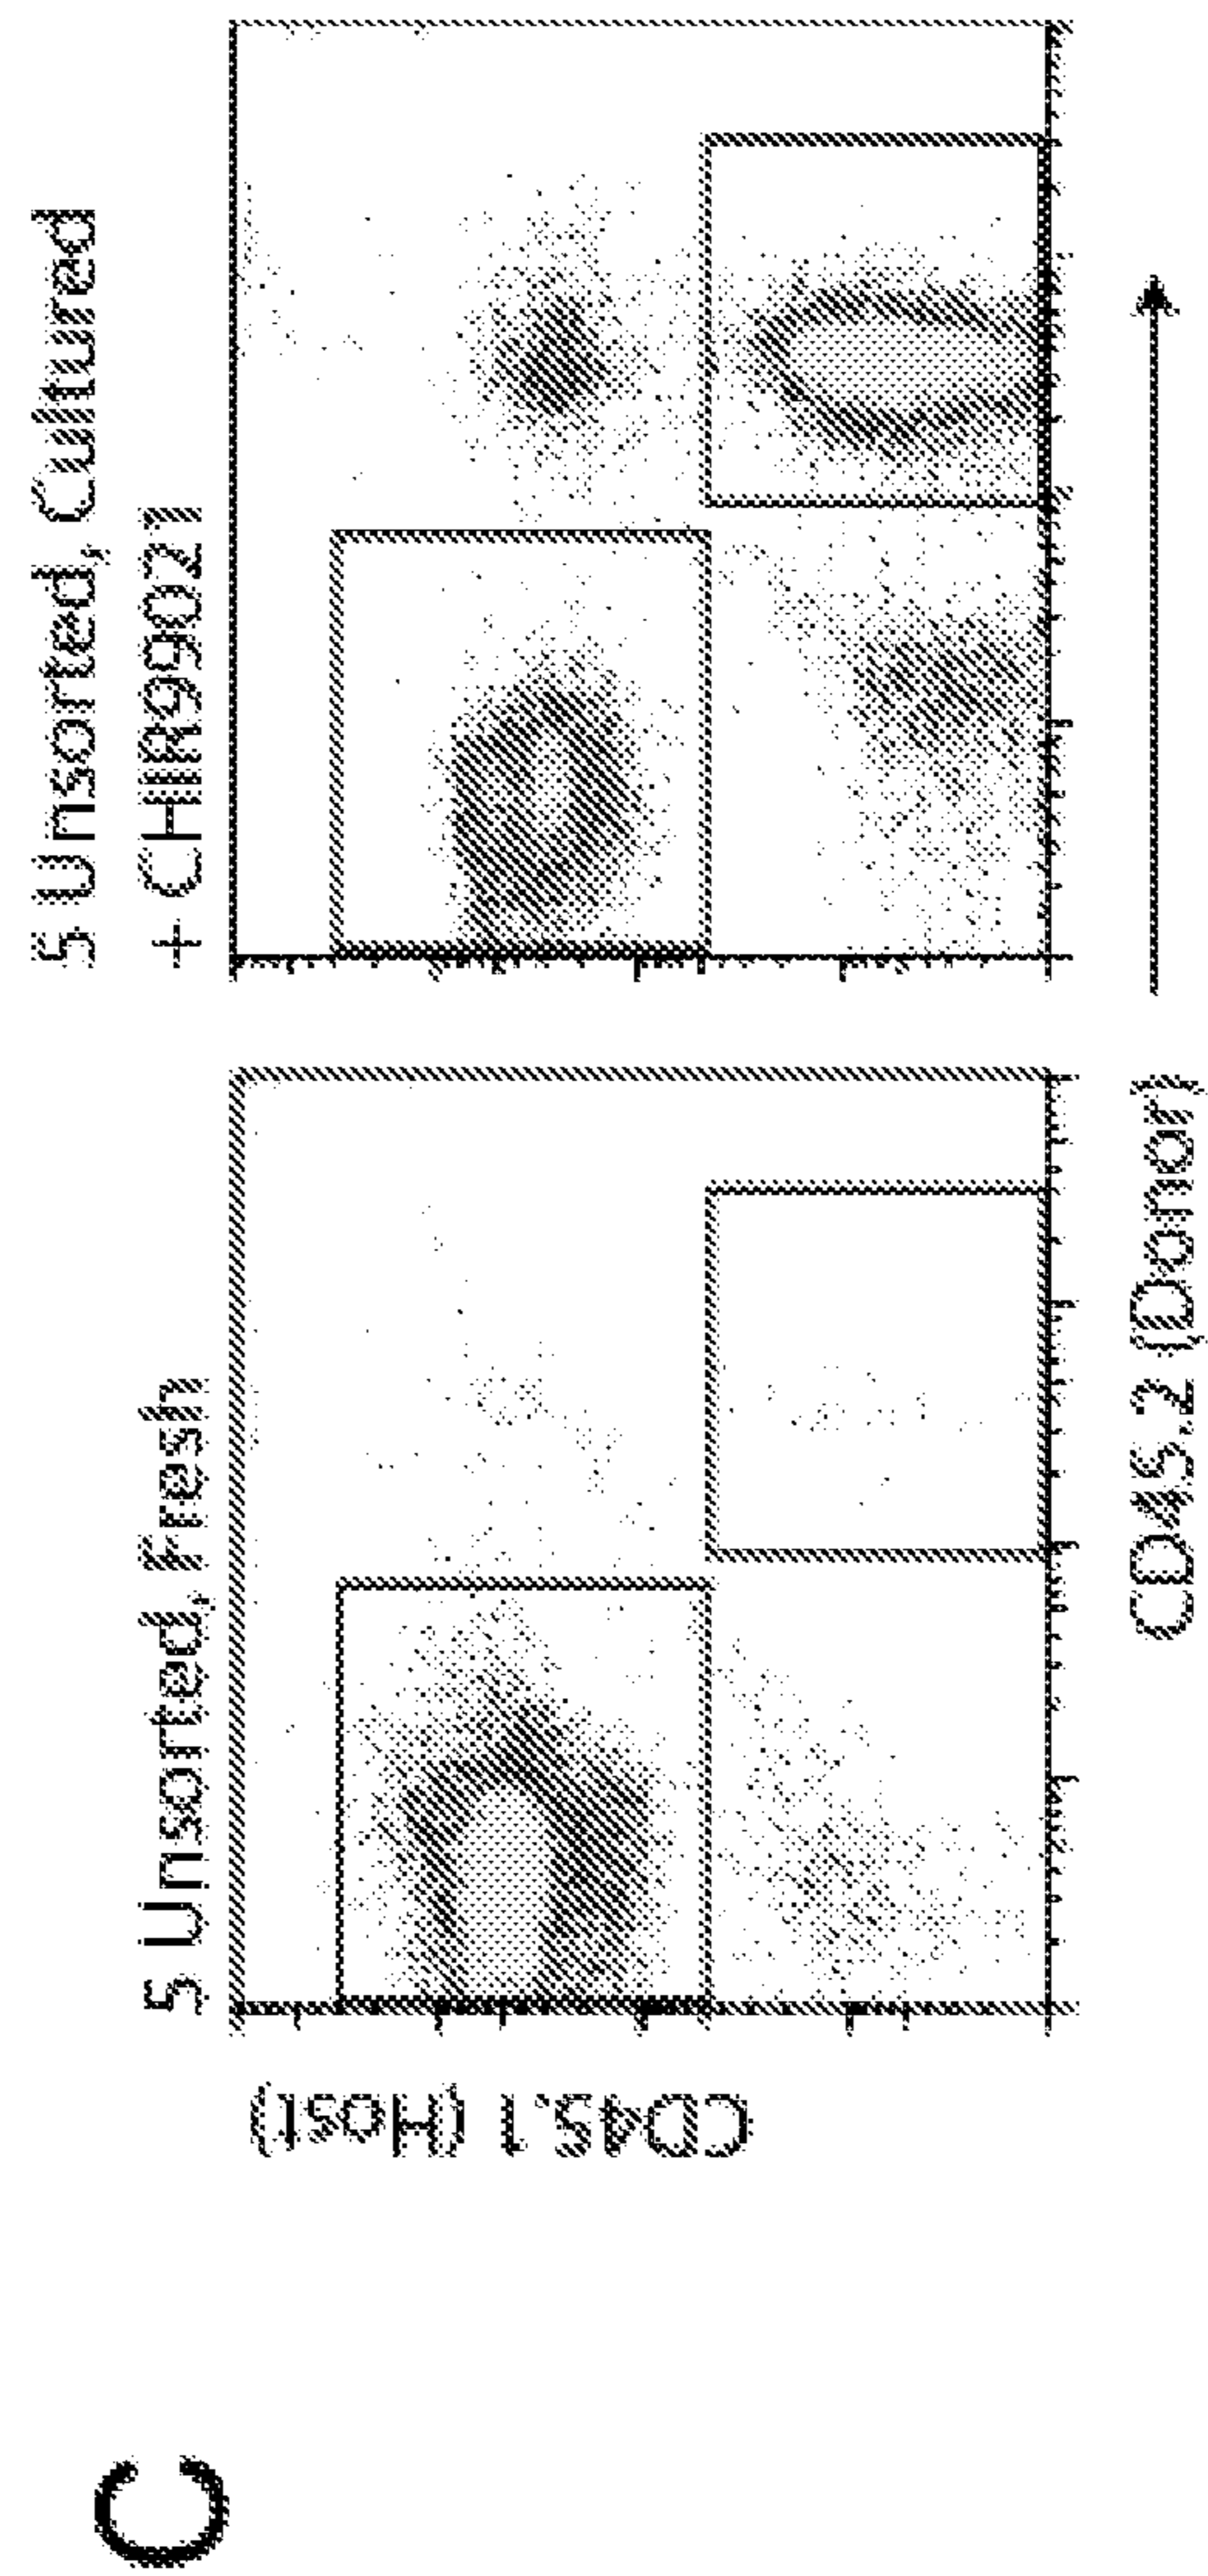 C
5 Unsorted, Fresh
5 Unsorted, Cultured
+ CHIR99021
CD45.1 (Host)
CD45.2 (Donor)